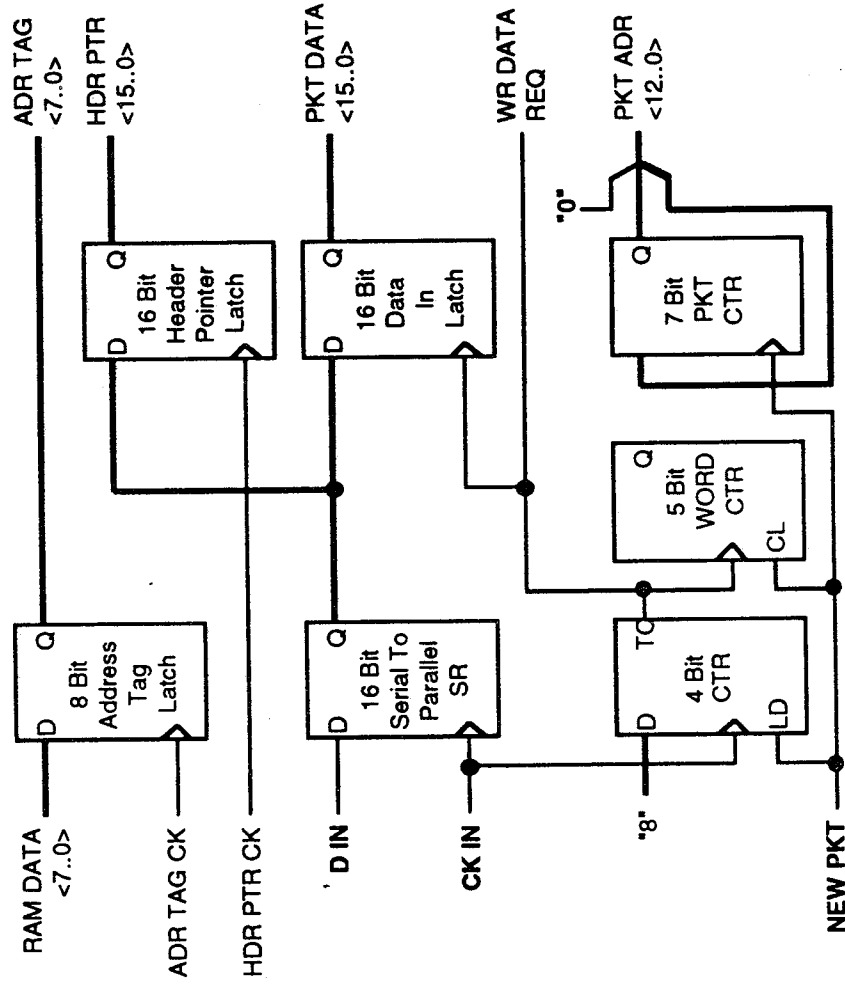 RAM DATA
<7..0>
ADR TAG CK
HDR PTR CK
D
Q
8 Bit
Address
Tag
Latch
ADR TAG
<7..0>
D
Q
16 Bit
Header
Pointer
Latch
HDR PTR
<15..0>
D IN
CK IN
D
Q
16 Bit
Serial To
Parallel
SR
D
Q
16 Bit
Data
In
Latch
PKT DATA
<15..0>
WR DATA
REQ
"8"
NEW PKT
D
TC
4 Bit
CTR
LD
Q
5 Bit
WORD
CTR
CL
Q
7 Bit
PKT
CTR
"0"
PKT ADR
<12..0>